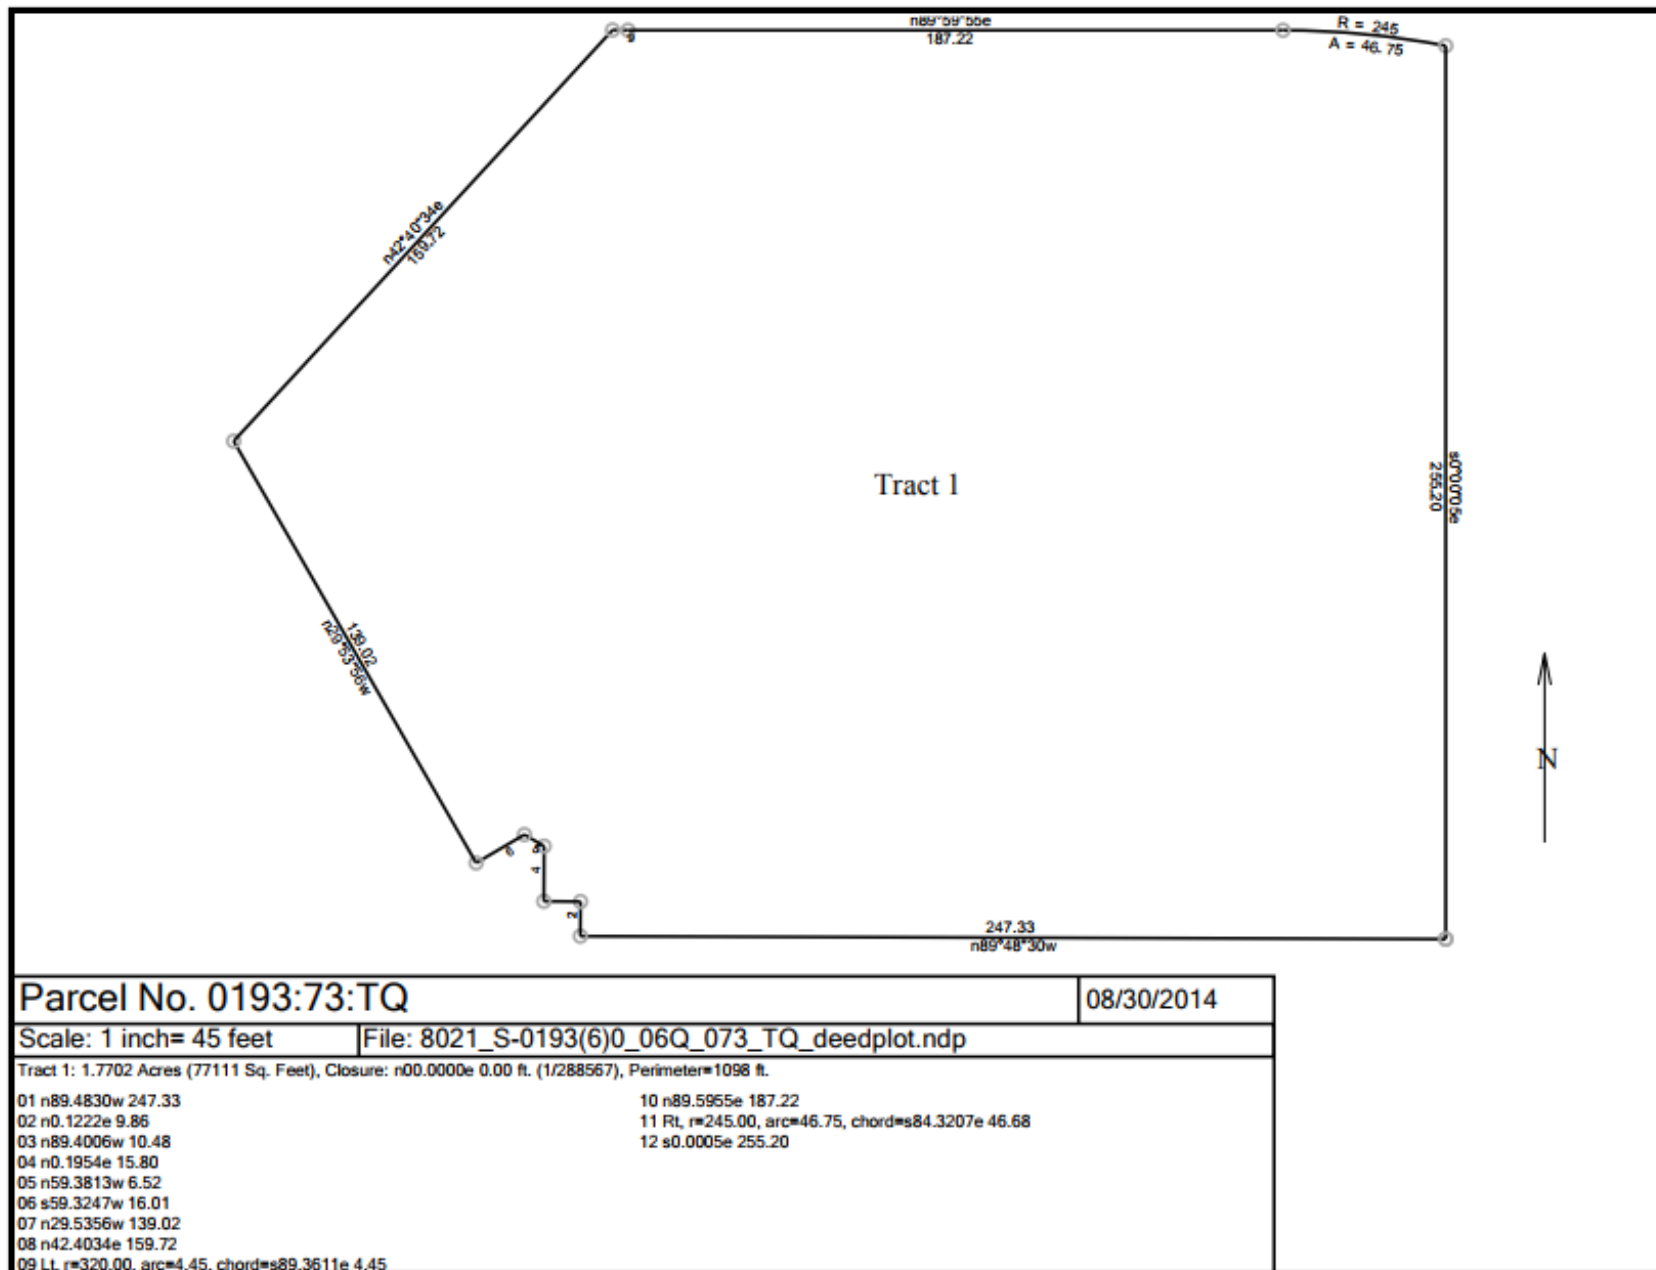 n89°59'55e
187.22
R = 245
A = 46.75
9
n42°40'34e
159.72
Tract 1
s0°00'05e
255.20
139.02
n29°53'56w
N
6
5
4
2
247.33
n89°48'30w
Parcel No. 0193:73:TQ
08/30/2014
Scale: 1 inch= 45 feet
File: 8021_S-0193(6)0_06Q_073_TQ_deedplot.ndp
Tract 1: 1.7702 Acres (77111 Sq. Feet), Closure: n00.0000e 0.00 ft. (1/288567), Perimeter=1098 ft.
01 n89.4830w 247.33
02 n0.1222e 9.86
03 n89.4006w 10.48
04 n0.1954e 15.80
05 n59.3813w 6.52
06 s59.3247w 16.01
07 n29.5356w 139.02
08 n42.4034e 159.72
09 Lt, r=320.00, arc=4.45, chord=s89.3611e 4.45
10 n89.5955e 187.22
11 Rt, r=245.00, arc=46.75, chord=s84.3207e 46.68
12 s0.0005e 255.20